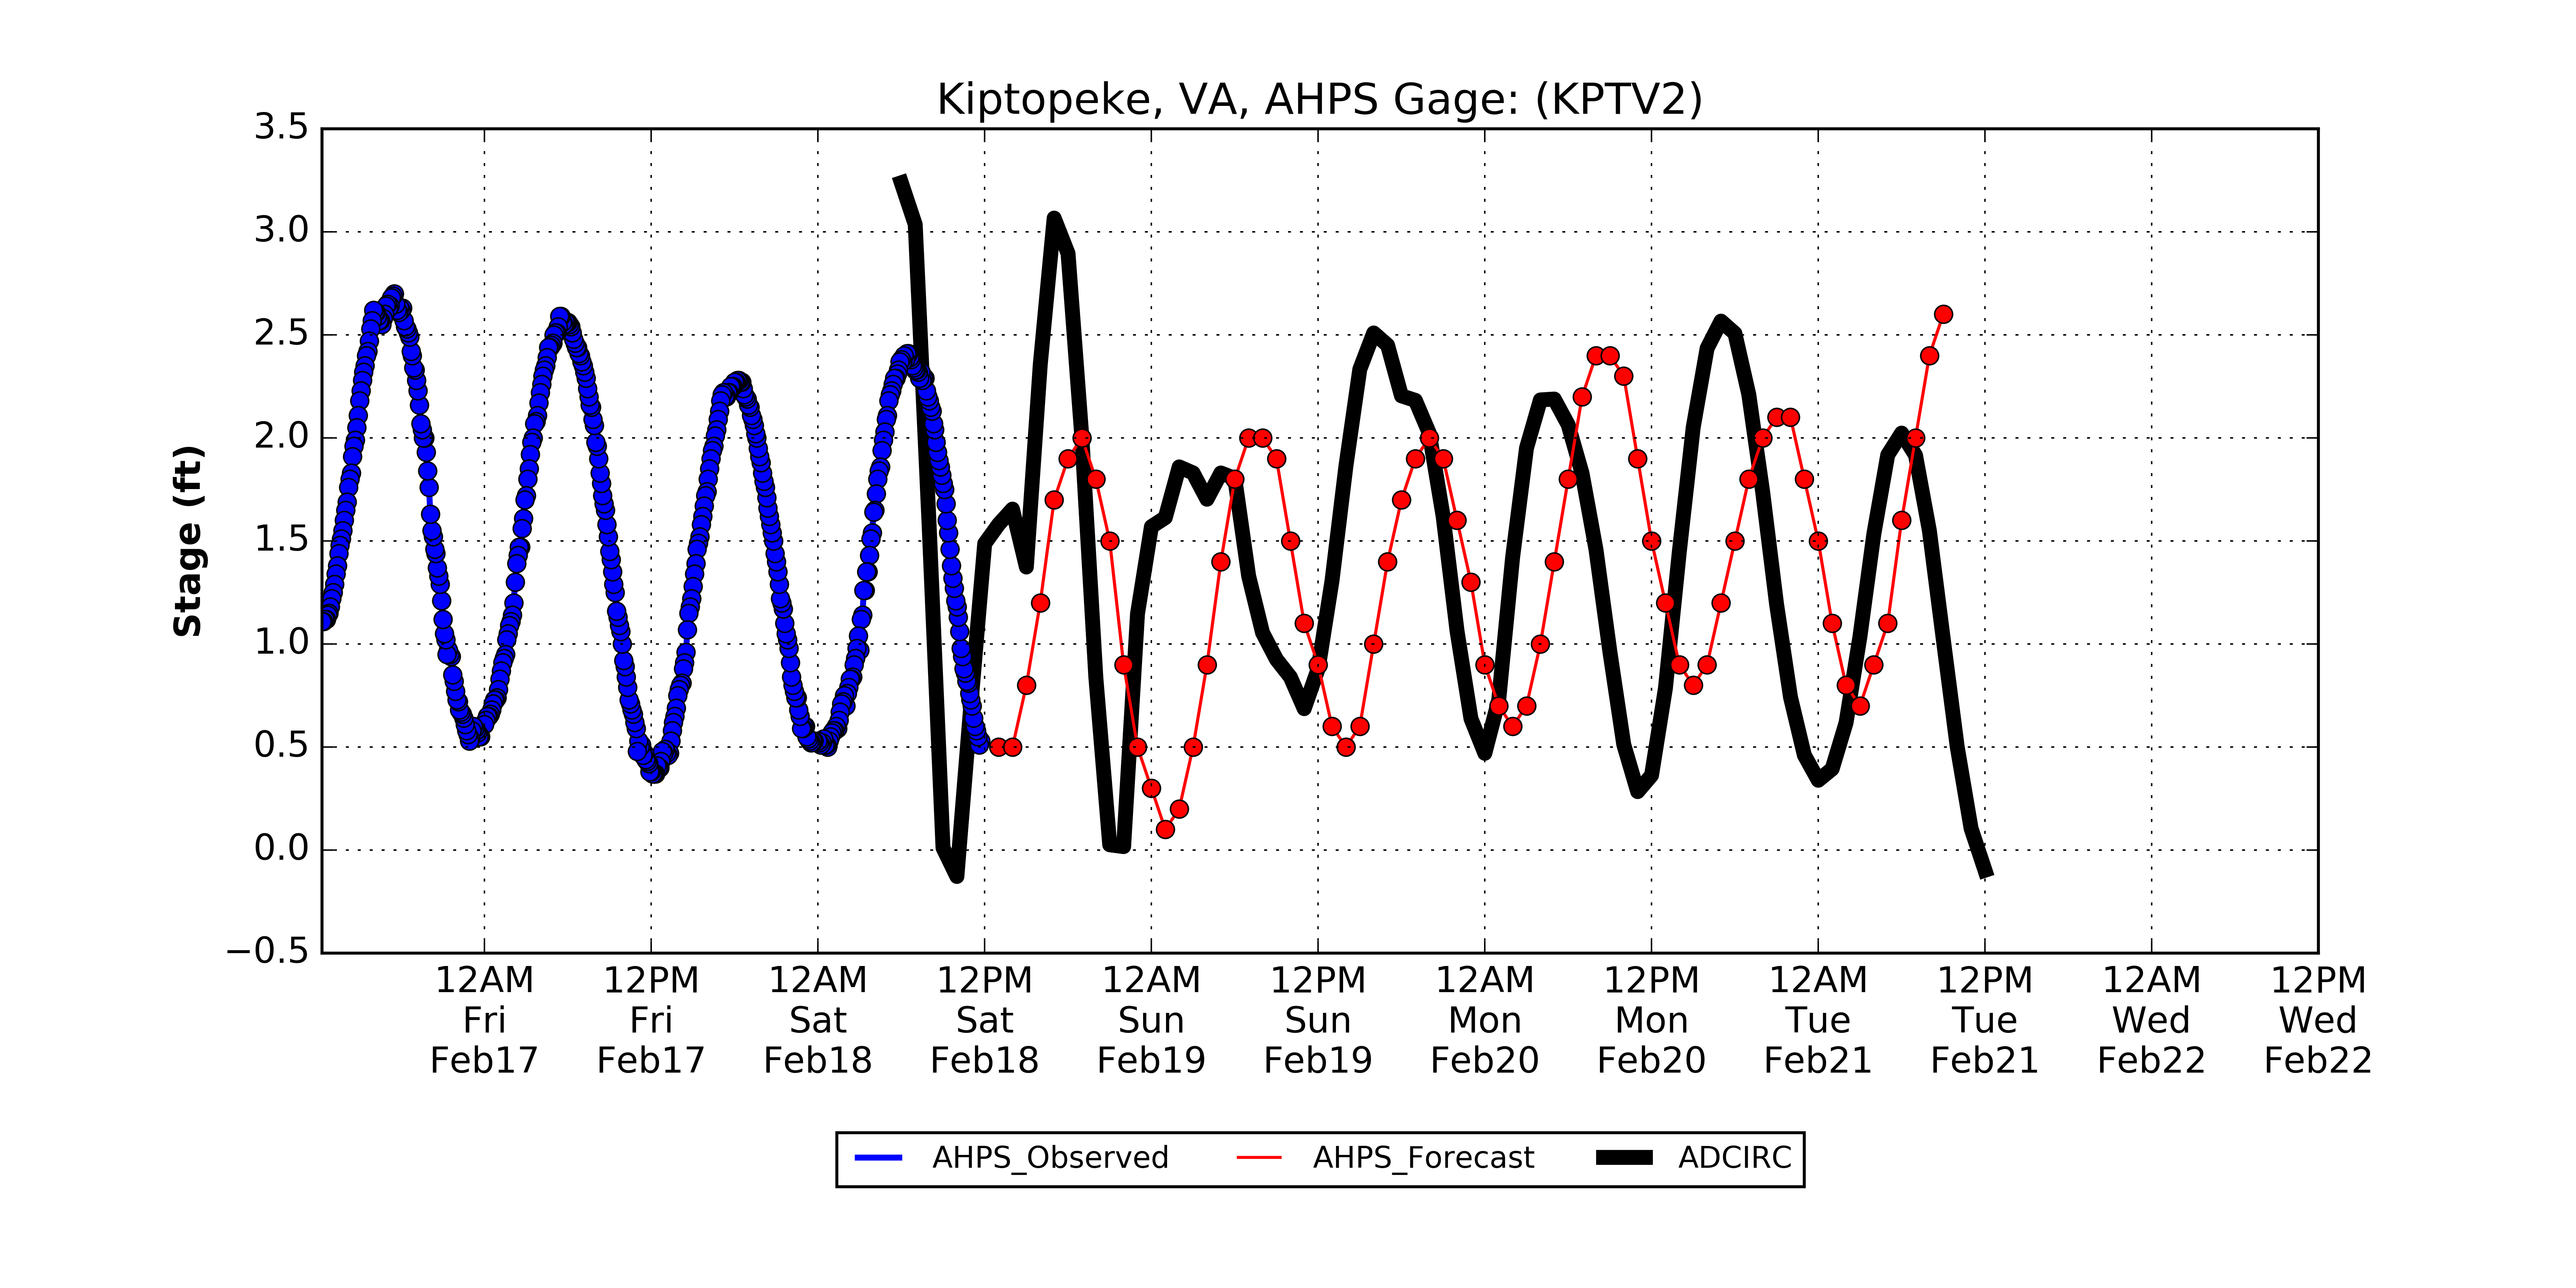 Kiptopeke, VA, AHPS Gage: (KPTV2)
3.5
3.0
2.5
2.0
1.5
1.0
0.5
0.0
−0.5
Stage (ft)
12AM 12PM 12AM 12PM 12AM 12PM 12AM 12PM 12AM 12PM 12AM 12PM
Fri Fri Sat Sat Sun Sun Mon Mon Tue Tue Wed Wed
Feb17 Feb17 Feb18 Feb18 Feb19 Feb19 Feb20 Feb20 Feb21 Feb21 Feb22 Feb22
AHPS_Observed AHPS_Forecast ADCIRC